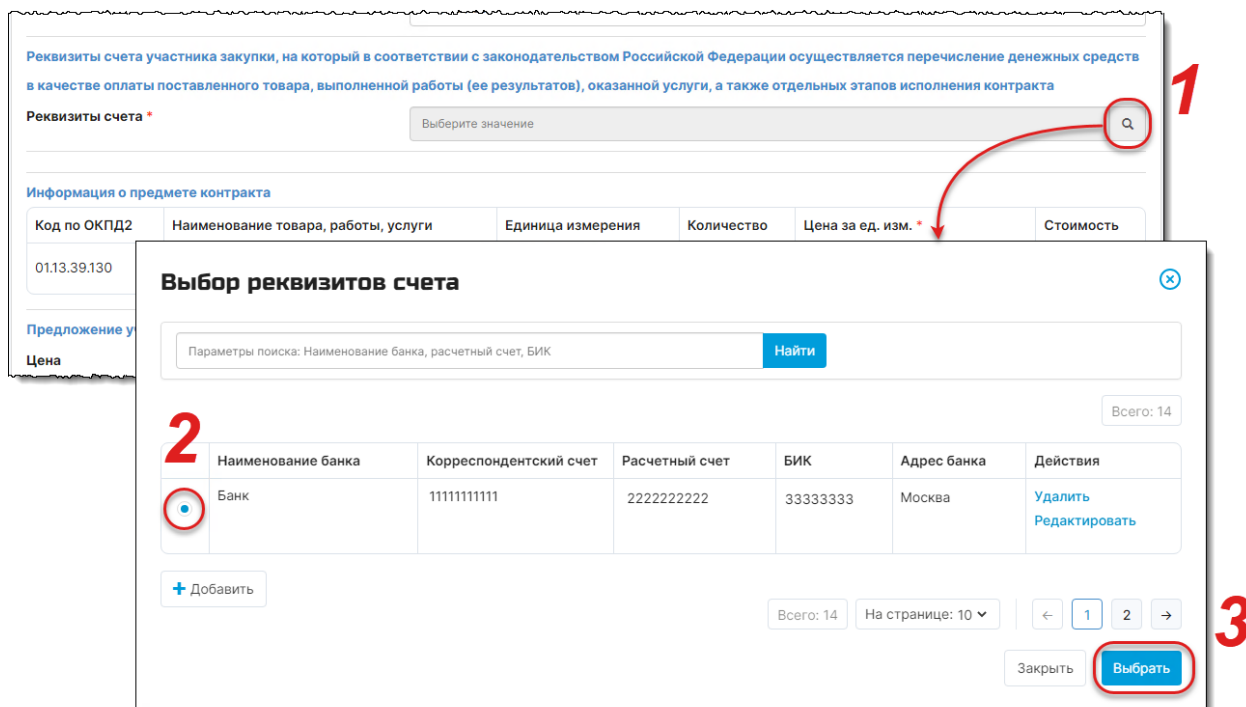 Реквизиты счета участника закупки, на который в соответствии с законодательством Российской Федерации осуществляется перечисление денежных средств
в качестве оплаты поставленного товара, выполненной работы (ее результатов), оказанной услуги, а также отдельных этапов исполнения контракта
1
Реквизиты счета *
Выберите значение
Информация о предмете контракта
Код по ОКПД2 Наименование товара, работы, услуги Единица измерения Количество Цена за ед. изм. * Стоимость
01.13.39.130
Предложение
Цена
Выбор реквизитов счета
Параметры поиска: Наименование банка, расчетный счет, БИК
Найти
Всего: 14
2
Наименование банка Корреспондентский счет Расчетный счет БИК Адрес банка Действия
Банк 11111111111 2222222222 33333333 Москва Удалить
Редактировать
+ Добавить
Всего: 14 На странице: 10 ← 1 2 →
3
Закрыть Выбрать